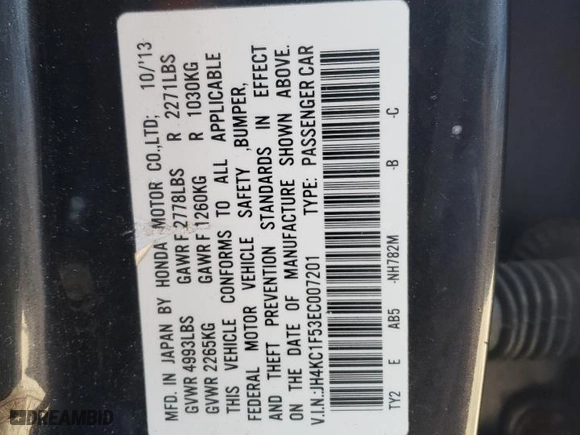 MFD. IN JAPAN BY HONDA MOTOR CO.,LTD; 10/'13
GVWR 4993LBS GAWR F 2778LBS R 2271LBS
GVWR 2265KG GAWR F 1260KG R 1030KG
THIS VEHICLE CONFORMS TO ALL APPLICABLE
FEDERAL MOTOR VEHICLE SAFETY ,BUMPER,
AND THEFT PREVENTION STANDARDS IN EFFECT
ON THE DATE OF MANUFACTURE SHOWN ABOVE.
V.I.N.:JH4KC1F53EC007201 TYPE: PASSENGER CAR
TY2 E AB5 -NH782M -B -C
DREAMBID